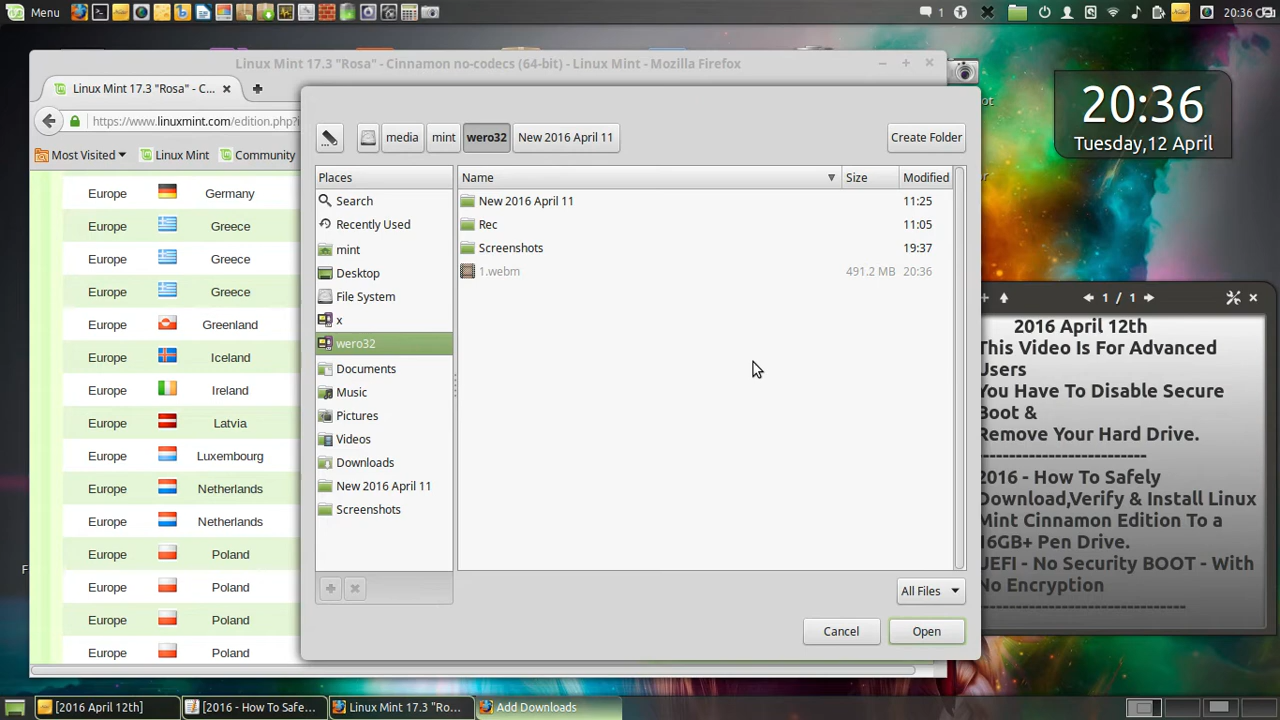 Menu
1
20:36
Linux Mint 17.3 "Rosa" - Cinnamon no-codecs (64-bit) - Linux Mint - Mozilla Firefox
Linux Mint 17.3 "Rosa" - C...
https://www.linuxmint.com/edition.php?i
Most Visited
Linux Mint
Community
Europe Germany
Europe Greece
Europe Greece
Europe Greece
Europe Greenland
Europe Iceland
Europe Ireland
Europe Latvia
Europe Luxembourg
Europe Netherlands
Europe Netherlands
Europe Poland
Europe Poland
Europe Poland
Europe Poland
media mint wero32 New 2016 April 11 Create Folder
Places
Search
Recently Used
mint
Desktop
File System
x
wero32
Documents
Music
Pictures
Videos
Downloads
New 2016 April 11
Screenshots
Name Size Modified
New 2016 April 11 11:25
Rec 11:05
Screenshots 19:37
1.webm 491.2 MB 20:36
All Files
Cancel Open
20:36
Tuesday,12 April
1 / 1
2016 April 12th
This Video Is For Advanced
Users
You Have To Disable Secure
Boot &
Remove Your Hard Drive.
-------------------------
2016 - How To Safely
Download,Verify & Install Linux
Mint Cinnamon Edition To a
16GB+ Pen Drive.
UEFI - No Security BOOT - With
No Encryption
------------------------------
[2016 April 12th]
[2016 - How To Safe...
Linux Mint 17.3 "Ro...
Add Downloads